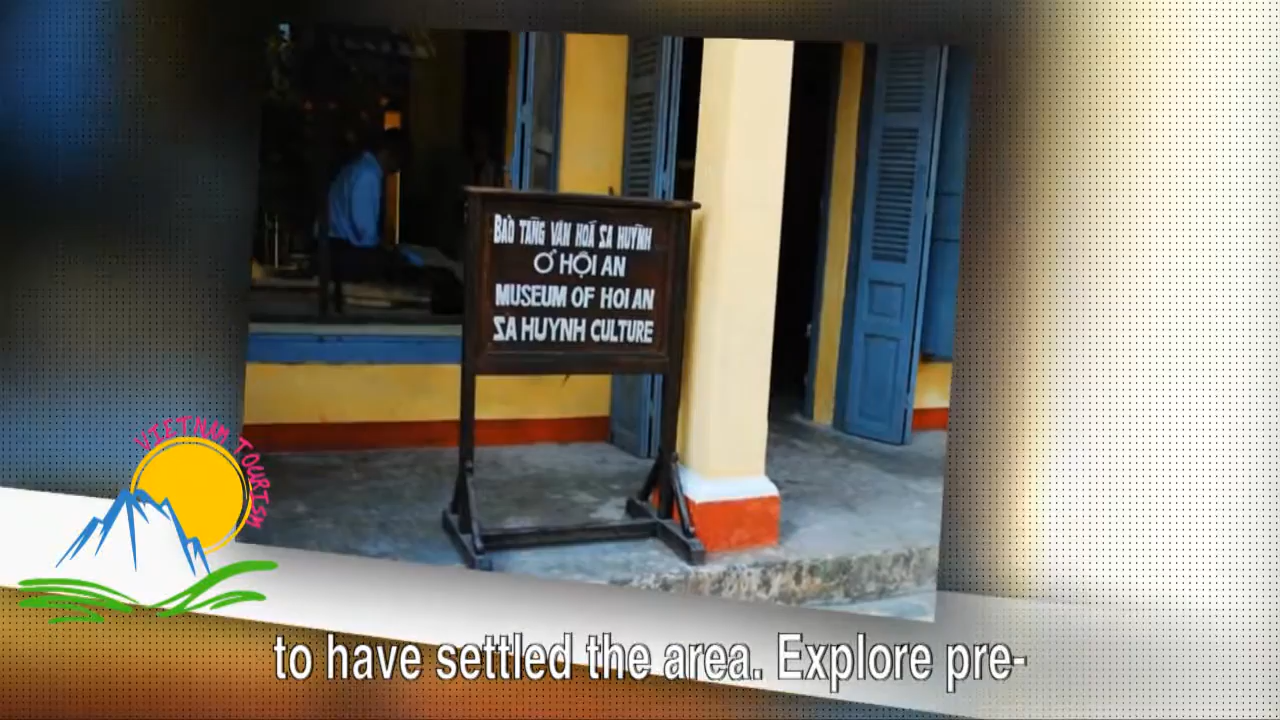 BẢO TÀNG VĂN HOÁ SA HUỲNH
Ở HỘI AN
MUSEUM OF HOI AN
SA HUYNH CULTURE
VIETNAM TOURISM
to have settled the area. Explore pre-